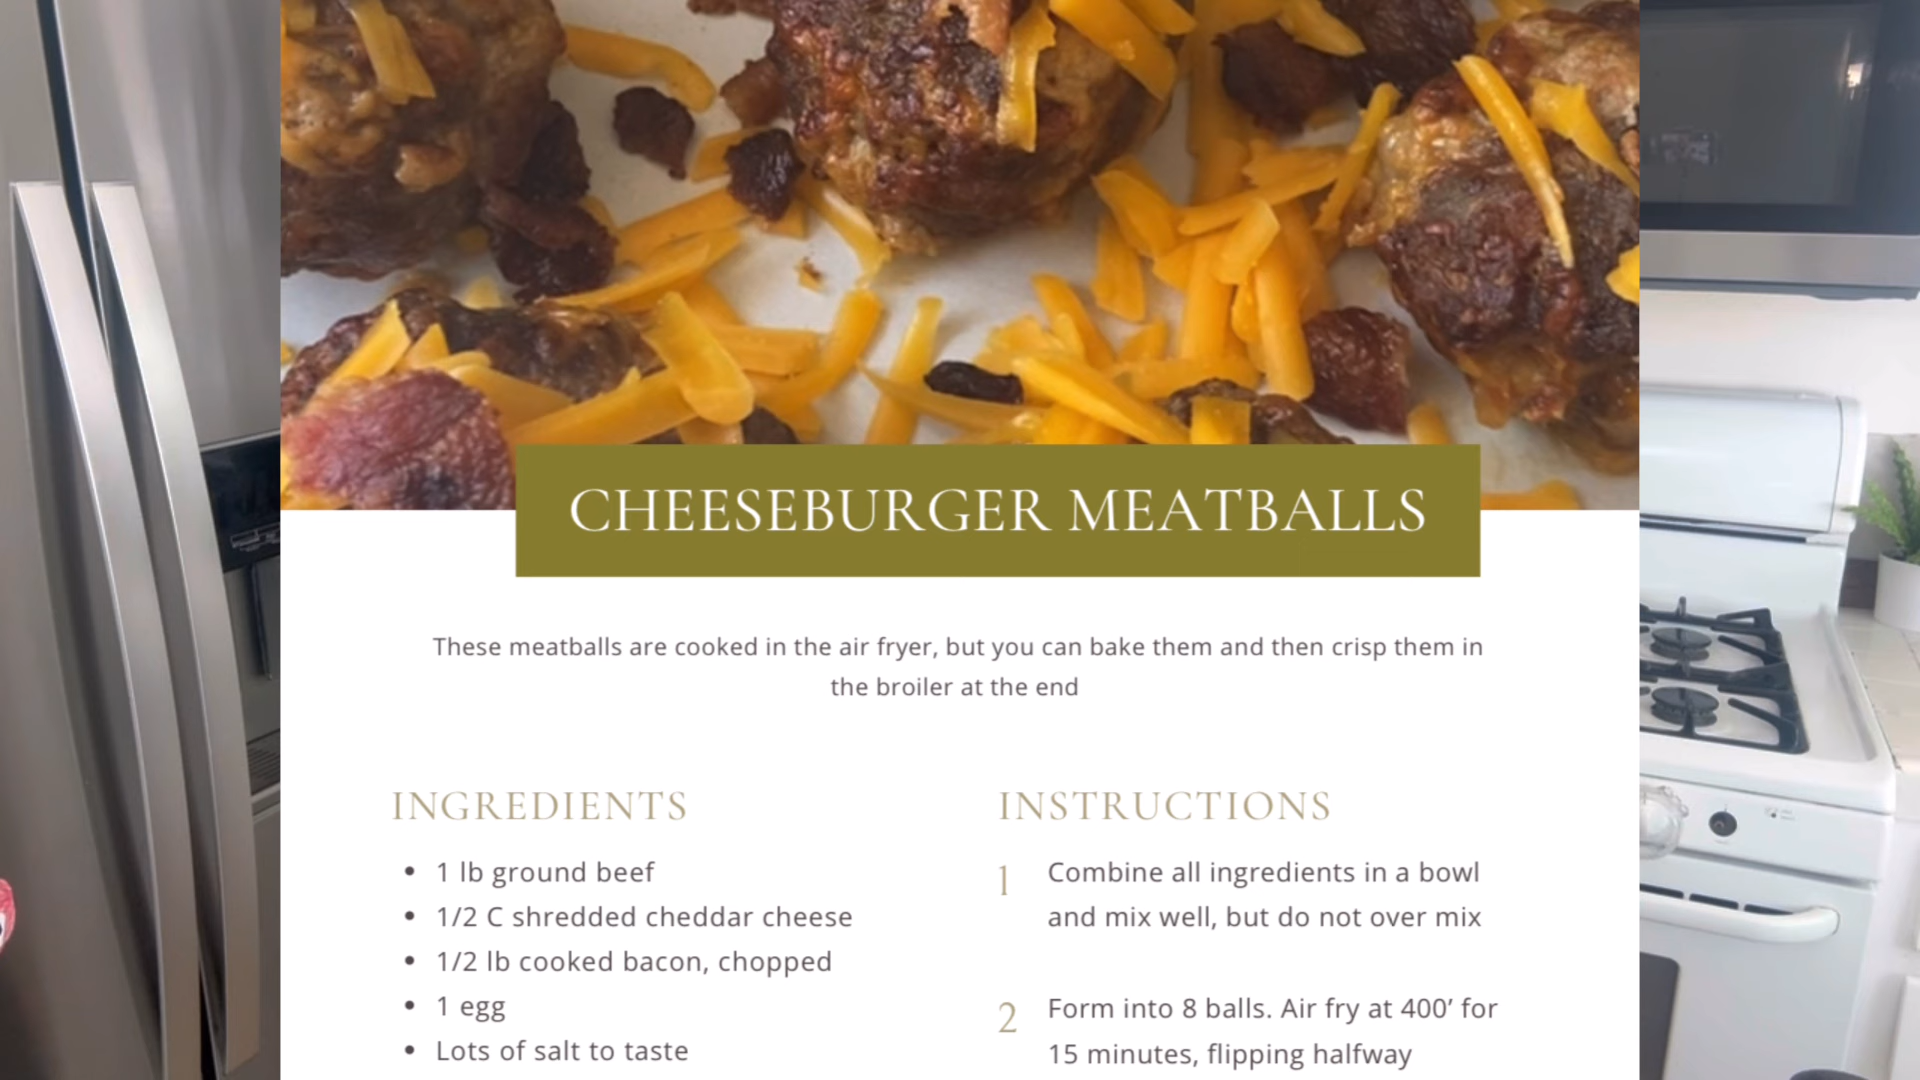 CHEESEBURGER MEATBALLS
These meatballs are cooked in the air fryer, but you can bake them and then crisp them in
the broiler at the end
INGREDIENTS
• 1 lb ground beef
• 1/2 C shredded cheddar cheese
• 1/2 lb cooked bacon, chopped
• 1 egg
• Lots of salt to taste
INSTRUCTIONS
1 Combine all ingredients in a bowl
and mix well, but do not over mix
2 Form into 8 balls. Air fry at 400’ for
15 minutes, flipping halfway